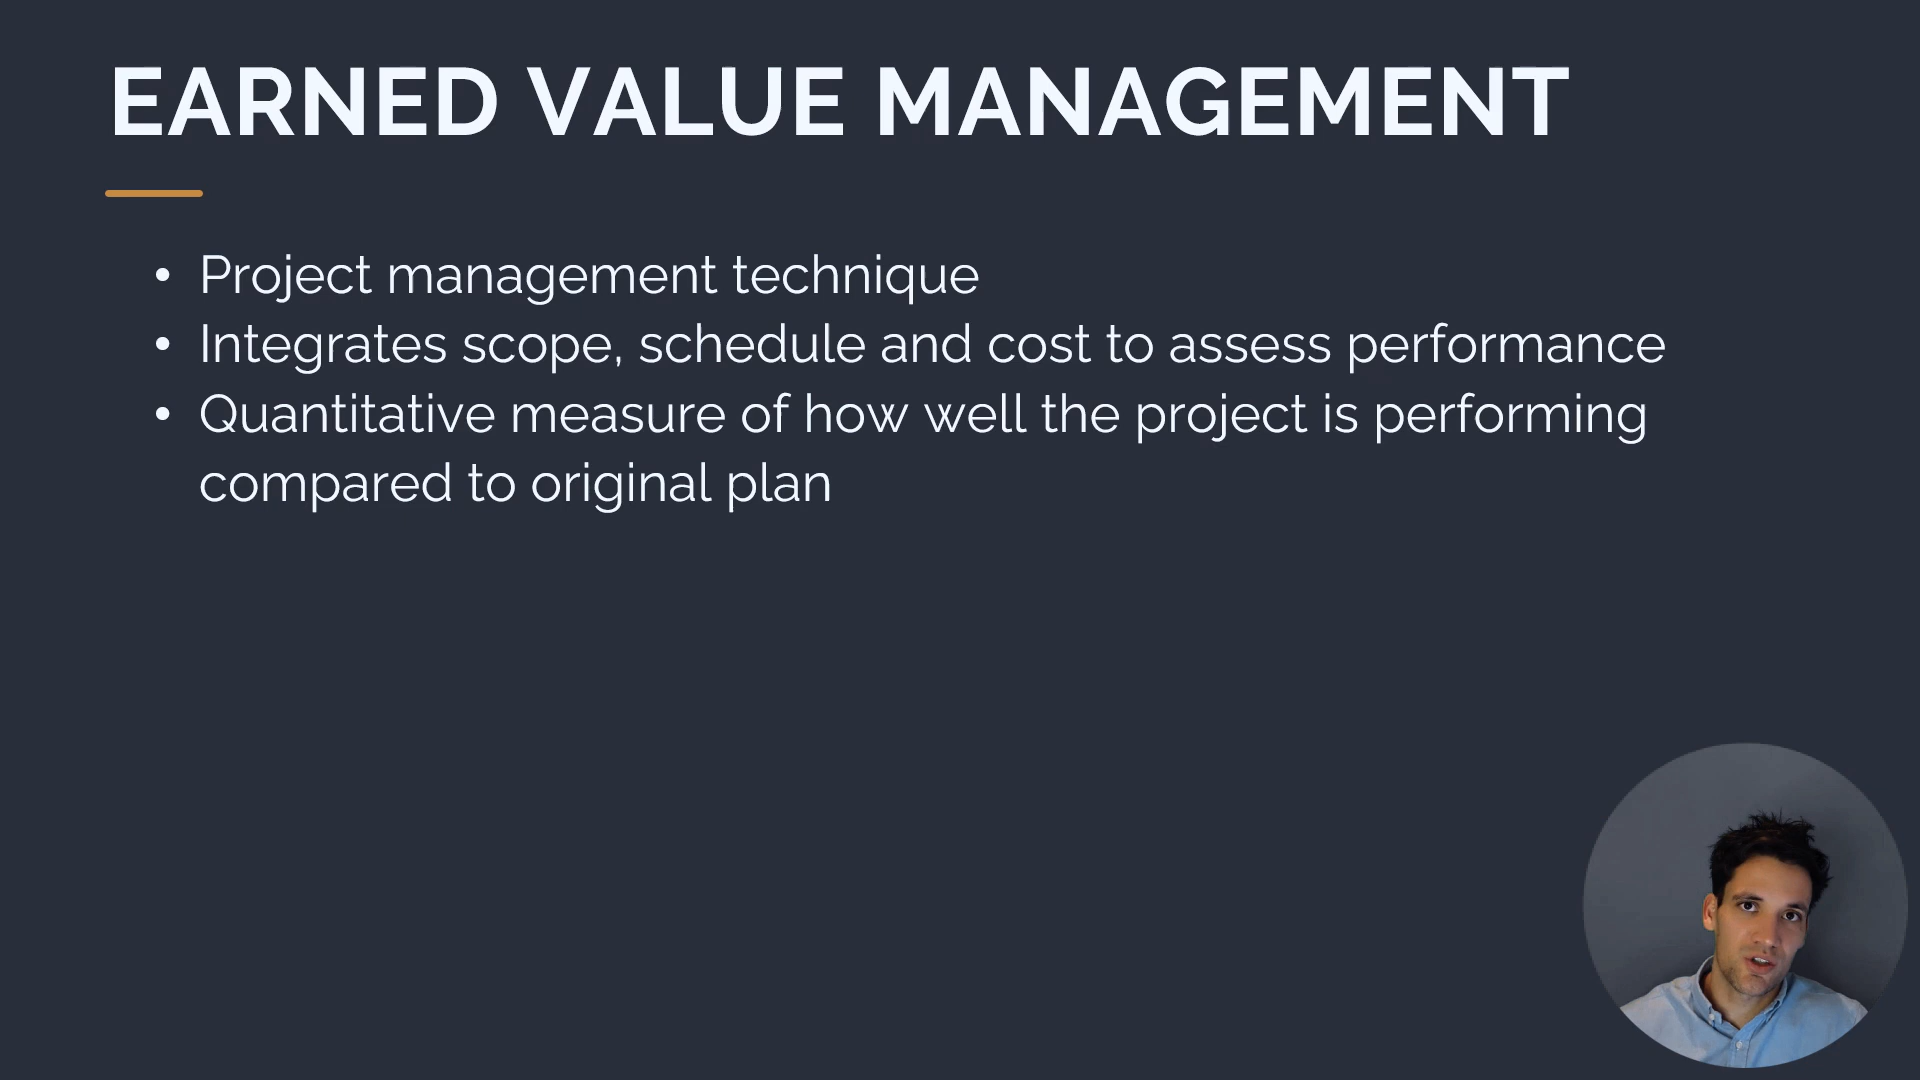 EARNED VALUE MANAGEMENT
• Project management technique
• Integrates scope, schedule and cost to assess performance
• Quantitative measure of how well the project is performing
compared to original plan